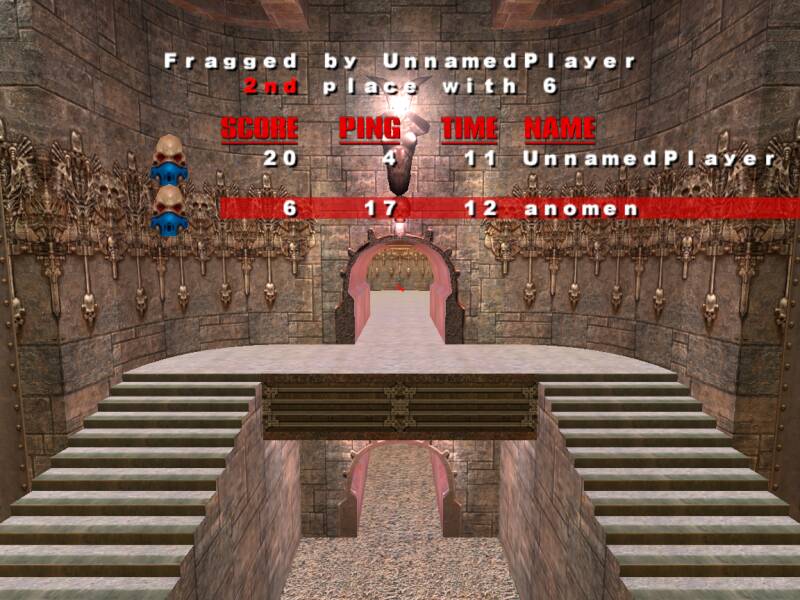 Fragged by UnnamedPlayer
2nd place with 6
SCORE PING TIME NAME
20 4 11 UnnamedPlayer
6 17 12 anomen